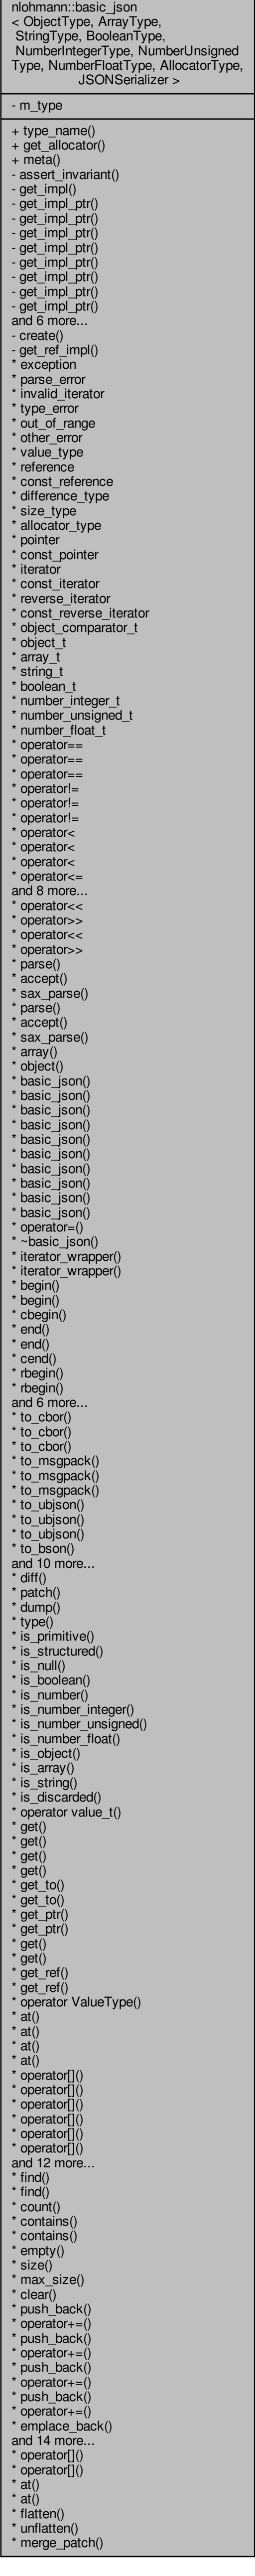 nlohmann::basic_json
< ObjectType, ArrayType,
StringType, BooleanType,
NumberIntegerType, NumberUnsigned
Type, NumberFloatType, AllocatorType,
JSONSerializer >
- m_type
+ type_name()
+ get_allocator()
+ meta()
- assert_invariant()
- get_impl()
- get_impl_ptr()
- get_impl_ptr()
- get_impl_ptr()
- get_impl_ptr()
- get_impl_ptr()
- get_impl_ptr()
- get_impl_ptr()
- get_impl_ptr()
and 6 more...
- create()
- get_ref_impl()
* exception
* parse_error
* invalid_iterator
* type_error
* out_of_range
* other_error
* value_type
* reference
* const_reference
* difference_type
* size_type
* allocator_type
* pointer
* const_pointer
* iterator
* const_iterator
* reverse_iterator
* const_reverse_iterator
* object_comparator_t
* object_t
* array_t
* string_t
* boolean_t
* number_integer_t
* number_unsigned_t
* number_float_t
* operator==
* operator==
* operator==
* operator!=
* operator!=
* operator!=
* operator<
* operator<
* operator<
* operator<=
and 8 more...
* operator<<
* operator>>
* operator<<
* operator>>
* parse()
* accept()
* sax_parse()
* parse()
* accept()
* sax_parse()
* array()
* object()
* basic_json()
* basic_json()
* basic_json()
* basic_json()
* basic_json()
* basic_json()
* basic_json()
* basic_json()
* basic_json()
* basic_json()
* operator=()
* ~basic_json()
* iterator_wrapper()
* iterator_wrapper()
* begin()
* begin()
* cbegin()
* end()
* end()
* cend()
* rbegin()
* rbegin()
and 6 more...
* to_cbor()
* to_cbor()
* to_cbor()
* to_msgpack()
* to_msgpack()
* to_msgpack()
* to_ubjson()
* to_ubjson()
* to_ubjson()
* to_bson()
and 10 more...
* diff()
* patch()
* dump()
* type()
* is_primitive()
* is_structured()
* is_null()
* is_boolean()
* is_number()
* is_number_integer()
* is_number_unsigned()
* is_number_float()
* is_object()
* is_array()
* is_string()
* is_discarded()
* operator value_t()
* get()
* get()
* get()
* get()
* get_to()
* get_to()
* get_ptr()
* get_ptr()
* get()
* get()
* get_ref()
* get_ref()
* operator ValueType()
* at()
* at()
* at()
* at()
* operator[]()
* operator[]()
* operator[]()
* operator[]()
* operator[]()
* operator[]()
and 12 more...
* find()
* find()
* count()
* contains()
* contains()
* empty()
* size()
* max_size()
* clear()
* push_back()
* operator+=()
* push_back()
* operator+=()
* push_back()
* operator+=()
* push_back()
* operator+=()
* emplace_back()
and 14 more...
* operator[]()
* operator[]()
* at()
* at()
* flatten()
* unflatten()
* merge_patch()